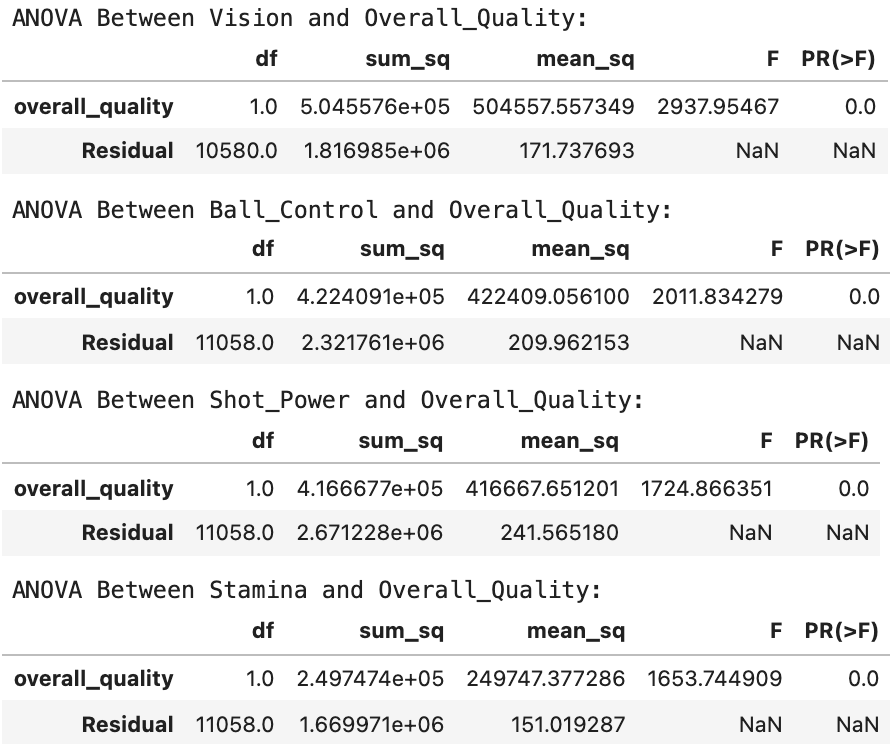 ANOVA Between Vision and Overall_Quality:
df sum_sq mean_sq F PR(>F)
overall_quality 1.0 5.045576e+05 504557.557349 2937.95467 0.0
Residual 10580.0 1.816985e+06 171.737693 NaN NaN
ANOVA Between Ball_Control and Overall_Quality:
df sum_sq mean_sq F PR(>F)
overall_quality 1.0 4.224091e+05 422409.056100 2011.834279 0.0
Residual 11058.0 2.321761e+06 209.962153 NaN NaN
ANOVA Between Shot_Power and Overall_Quality:
df sum_sq mean_sq F PR(>F)
overall_quality 1.0 4.166677e+05 416667.651201 1724.866351 0.0
Residual 11058.0 2.671228e+06 241.565180 NaN NaN
ANOVA Between Stamina and Overall_Quality:
df sum_sq mean_sq F PR(>F)
overall_quality 1.0 2.497474e+05 249747.377286 1653.744909 0.0
Residual 11058.0 1.669971e+06 151.019287 NaN NaN